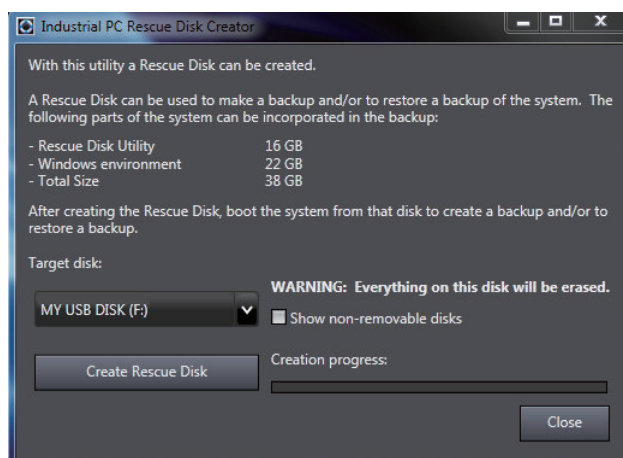 Industrial PC Rescue Disk Creator
With this utility a Rescue Disk can be created.
A Rescue Disk can be used to make a backup and/or to restore a backup of the system. The
following parts of the system can be incorporated in the backup:
- Rescue Disk Utility 16 GB
- Windows environment 22 GB
- Total Size 38 GB
After creating the Rescue Disk, boot the system from that disk to create a backup and/or to
restore a backup.
Target disk:
WARNING: Everything on this disk will be erased.
MY USB DISK (F:)
Show non-removable disks
Create Rescue Disk
Creation progress:
Close